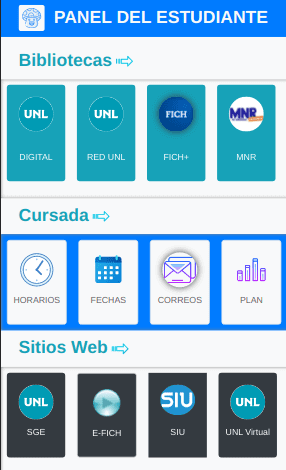 PANEL DEL ESTUDIANTE
Bibliotecas
UNL UNL FICH MNR
DIGITAL RED UNL FICH+ MNR
Cursada
HORARIOS FECHAS CORREOS PLAN
Sitios Web
UNL SIU UNL
SGE E-FICH SIU UNL Virtual